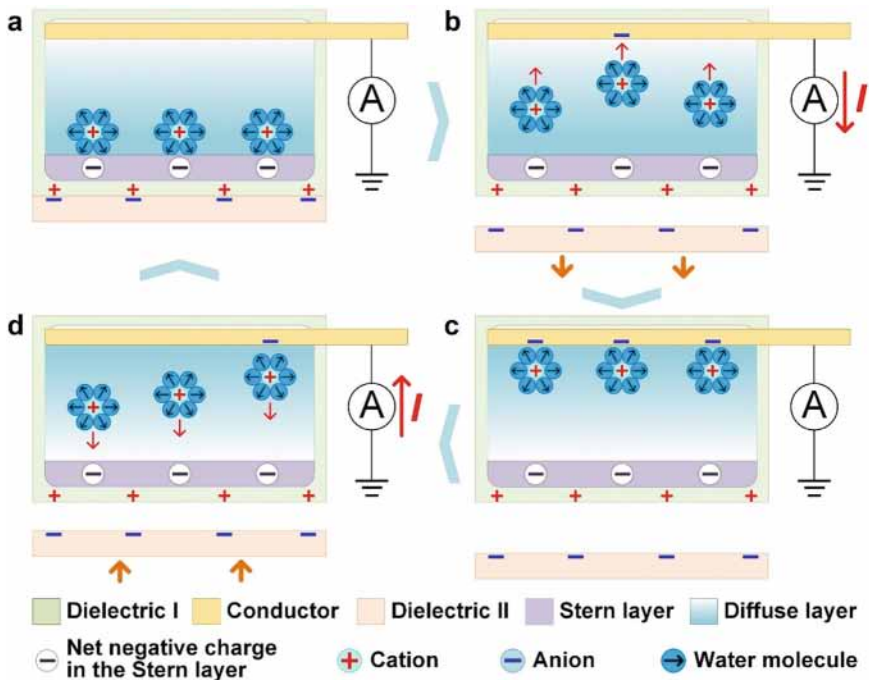 a
b
A
A
I
d
c
A
I
A
Dielectric I
Conductor
Dielectric II
Stern layer
Diffuse layer
Net negative charge
in the Stern layer
Cation
Anion
Water molecule